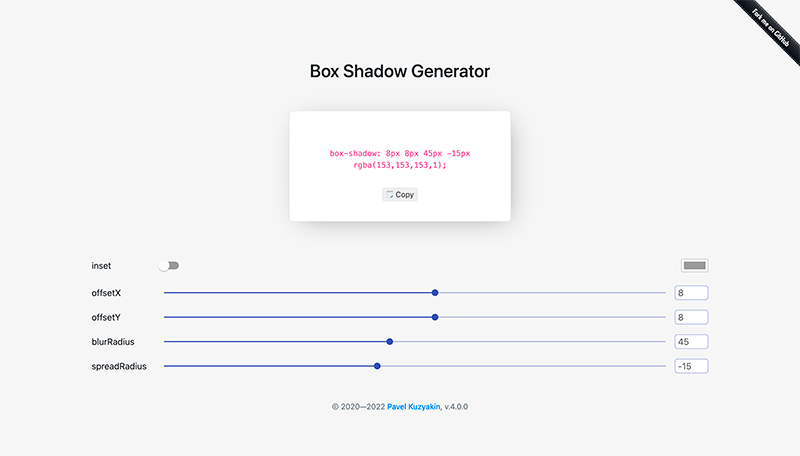 Fork me on GitHub
Box Shadow Generator
box-shadow: 8px 8px 45px -15px
rgba(153,153,153,1);
Copy
inset
offsetX 8
offsetY 8
blurRadius 45
spreadRadius -15
© 2020—2022 Pavel Kuzyakin, v.4.0.0